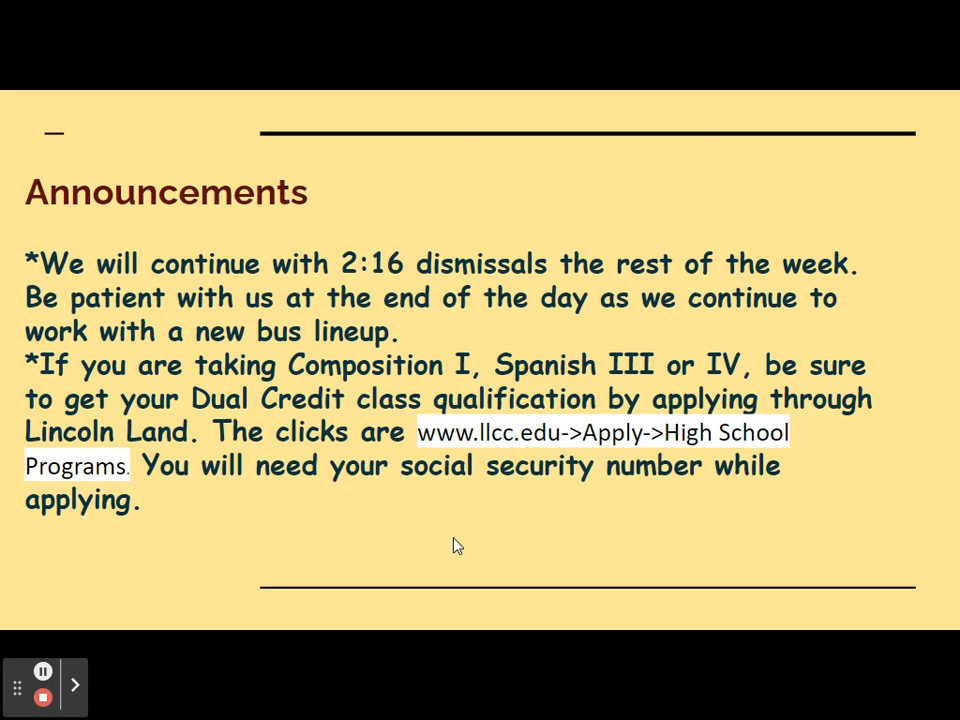 Announcements
*We will continue with 2:16 dismissals the rest of the week.
Be patient with us at the end of the day as we continue to
work with a new bus lineup.
*If you are taking Composition I, Spanish III or IV, be sure
to get your Dual Credit class qualification by applying through
Lincoln Land. The clicks are www.llcc.edu->Apply->High School
Programs. You will need your social security number while
applying.